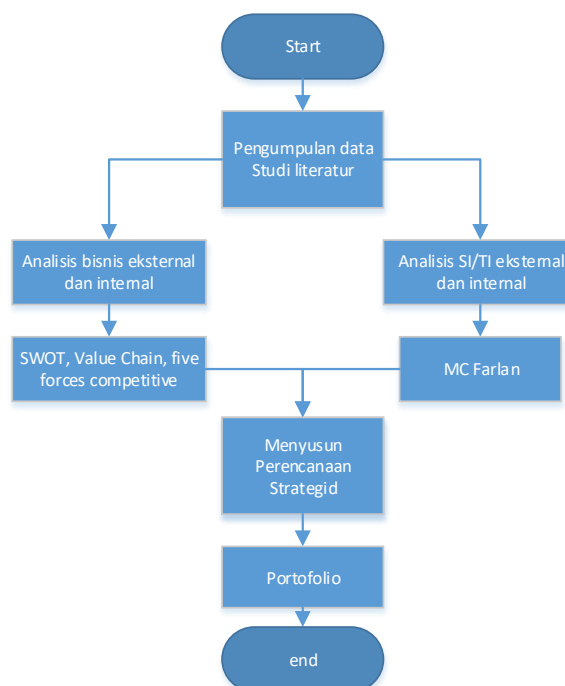 Start
Pengumpulan data
Studi literatur
Analisis bisnis eksternal
dan internal
Analisis SI/TI eksternal
dan internal
SWOT, Value Chain, five
forces competitive
MC Farlan
Menyusun
Perencanaan
Strategid
Portofolio
end